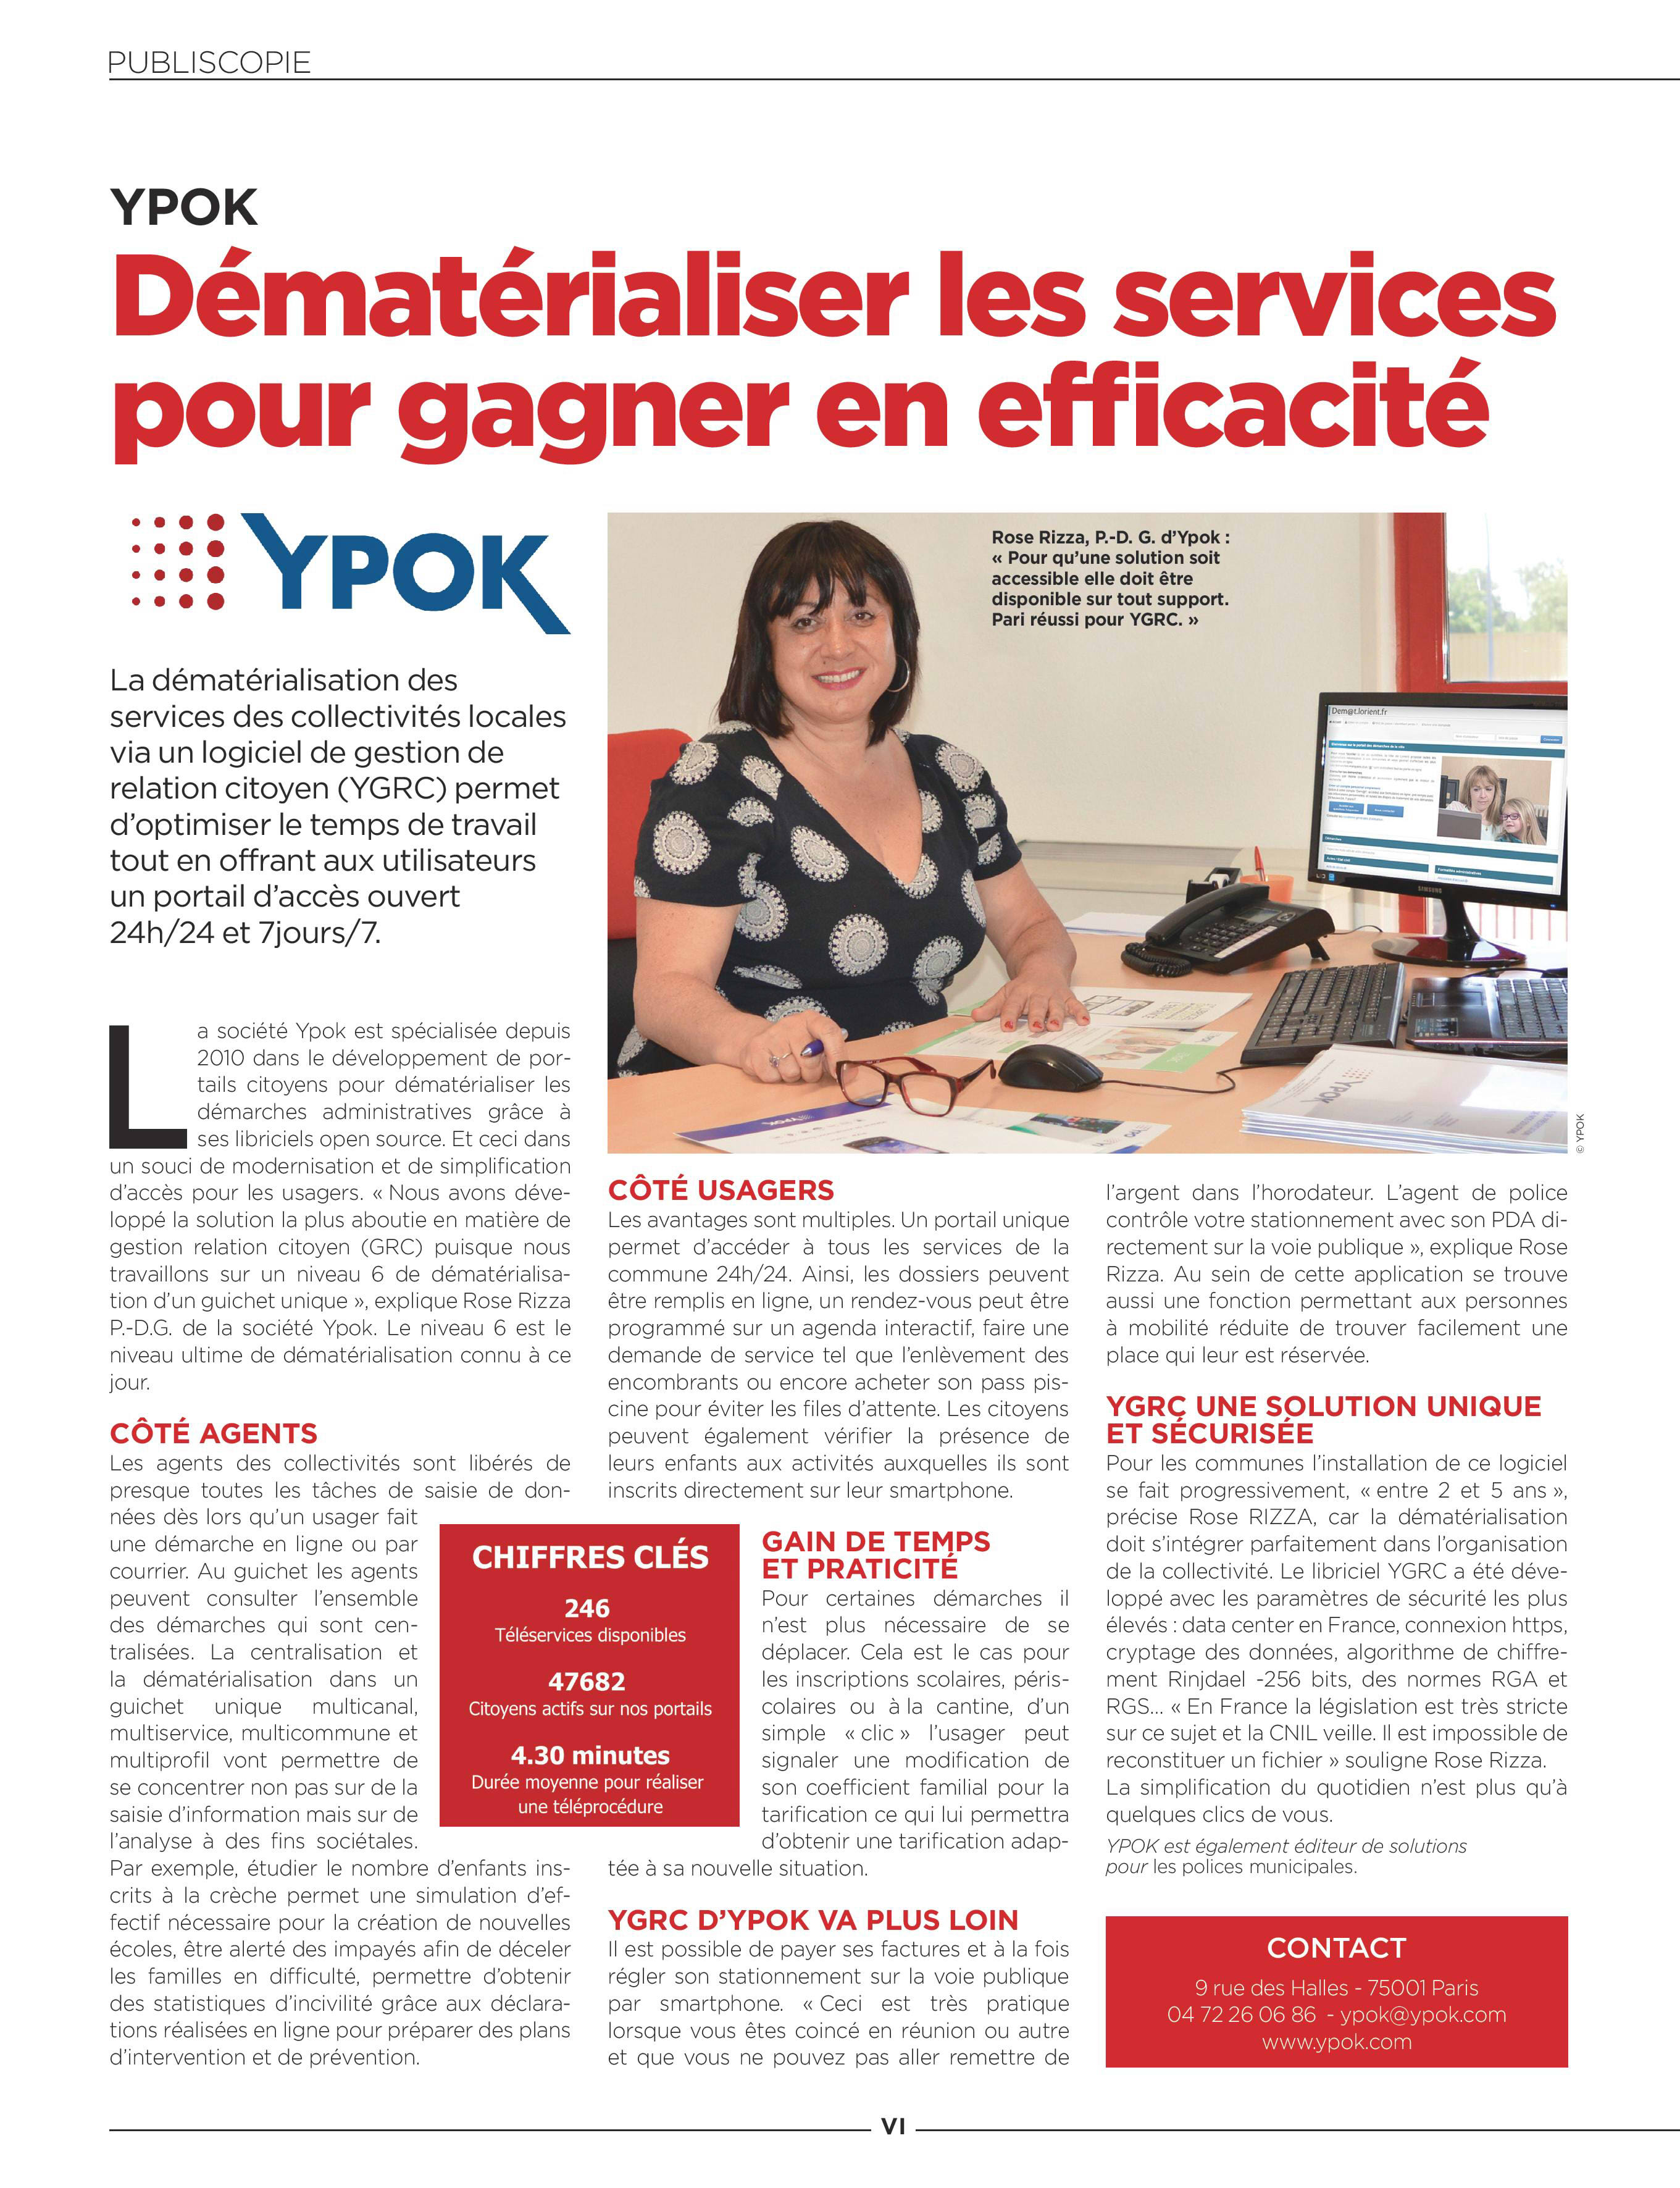 PUBLISCOPIE
YPOK
Dématérialiser les services
pour gagner en efficacité
YPOK
La dématérialisation des
services des collectivités locales
via un logiciel de gestion de
relation citoyen (YGRC) permet
d'optimiser le temps de travail
tout en offrant aux utilisateurs
un portail d'accès ouvert
24h/24 et 7jours/7.
Rose Rizza, P.-D. G. d'Ypok :
« Pour qu'une solution soit
accessible elle doit être
disponible sur tout support.
Pari réussi pour YGRC. »
Dem@t.lorient.fr
SAMSUNG
YPOK
© YPOK
La société Ypok est spécialisée depuis
2010 dans le développement de por-
tails citoyens pour dématérialiser les
démarches administratives grâce à
ses libriciels open source. Et ceci dans
un souci de modernisation et de simplification
d'accès pour les usagers. « Nous avons déve-
loppé la solution la plus aboutie en matière de
gestion relation citoyen (GRC) puisque nous
travaillons sur un niveau 6 de dématérialisa-
tion d'un guichet unique », explique Rose Rizza
P.-D.G. de la société Ypok. Le niveau 6 est le
niveau ultime de dématérialisation connu à ce
jour.
CÔTÉ AGENTS
Les agents des collectivités sont libérés de
presque toutes les tâches de saisie de don-
nées dès lors qu'un usager fait
une démarche en ligne ou par
courrier. Au guichet les agents
peuvent consulter l'ensemble
des démarches qui sont cen-
tralisées. La centralisation et
la dématérialisation dans un
guichet unique multicanal,
multiservice, multicommune et
multiprofil vont permettre de
se concentrer non pas sur de la
saisie d'information mais sur de
l'analyse à des fins sociétales.
Par exemple, étudier le nombre d'enfants ins-
crits à la crèche permet une simulation d'ef-
fectif nécessaire pour la création de nouvelles
écoles, être alerté des impayés afin de déceler
les familles en difficulté, permettre d'obtenir
des statistiques d'incivilité grâce aux déclara-
tions réalisées en ligne pour préparer des plans
d'intervention et de prévention.
CHIFFRES CLÉS
246
Téléservices disponibles
47682
Citoyens actifs sur nos portails
4.30 minutes
Durée moyenne pour réaliser
une téléprocédure
CÔTÉ USAGERS
Les avantages sont multiples. Un portail unique
permet d'accéder à tous les services de la
commune 24h/24. Ainsi, les dossiers peuvent
être remplis en ligne, un rendez-vous peut être
programmé sur un agenda interactif, faire une
demande de service tel que l'enlèvement des
encombrants ou encore acheter son pass pis-
cine pour éviter les files d'attente. Les citoyens
peuvent également vérifier la présence de
leurs enfants aux activités auxquelles ils sont
inscrits directement sur leur smartphone.
GAIN DE TEMPS
ET PRATICITÉ
Pour certaines démarches il
n'est plus nécessaire de se
déplacer. Cela est le cas pour
les inscriptions scolaires, péris-
colaires ou à la cantine, d'un
simple « clic » l'usager peut
signaler une modification de
son coefficient familial pour la
tarification ce qui lui permettra
d'obtenir une tarification adap-
tée à sa nouvelle situation.
YGRC D'YPOK VA PLUS LOIN
Il est possible de payer ses factures et à la fois
régler son stationnement sur la voie publique
par smartphone. « Ceci est très pratique
lorsque vous êtes coincé en réunion ou autre
et que vous ne pouvez pas aller remettre de
l'argent dans l'horodateur. L'agent de police
contrôle votre stationnement avec son PDA di-
rectement sur la voie publique », explique Rose
Rizza. Au sein de cette application se trouve
aussi une fonction permettant aux personnes
à mobilité réduite de trouver facilement une
place qui leur est réservée.
YGRC UNE SOLUTION UNIQUE
ET SÉCURISÉE
Pour les communes l'installation de ce logiciel
se fait progressivement, « entre 2 et 5 ans »,
précise Rose RIZZA, car la dématérialisation
doit s'intégrer parfaitement dans l'organisation
de la collectivité. Le libriciel YGRC a été déve-
loppé avec les paramètres de sécurité les plus
élevés : data center en France, connexion https,
cryptage des données, algorithme de chiffre-
ment Rinjdael -256 bits, des normes RGA et
RGS... « En France la législation est très stricte
sur ce sujet et la CNIL veille. Il est impossible de
reconstituer un fichier » souligne Rose Rizza.
La simplification du quotidien n'est plus qu'à
quelques clics de vous.
YPOK est également éditeur de solutions
pour les polices municipales.
CONTACT
9 rue des Halles - 75001 Paris
04 72 26 06 86 - ypok@ypok.com
www.ypok.com
VI